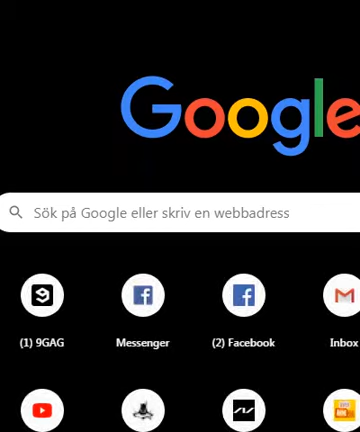 Google
Sök på Google eller skriv en webbadress
(1) 9GAG
Messenger
(2) Facebook
Inbox